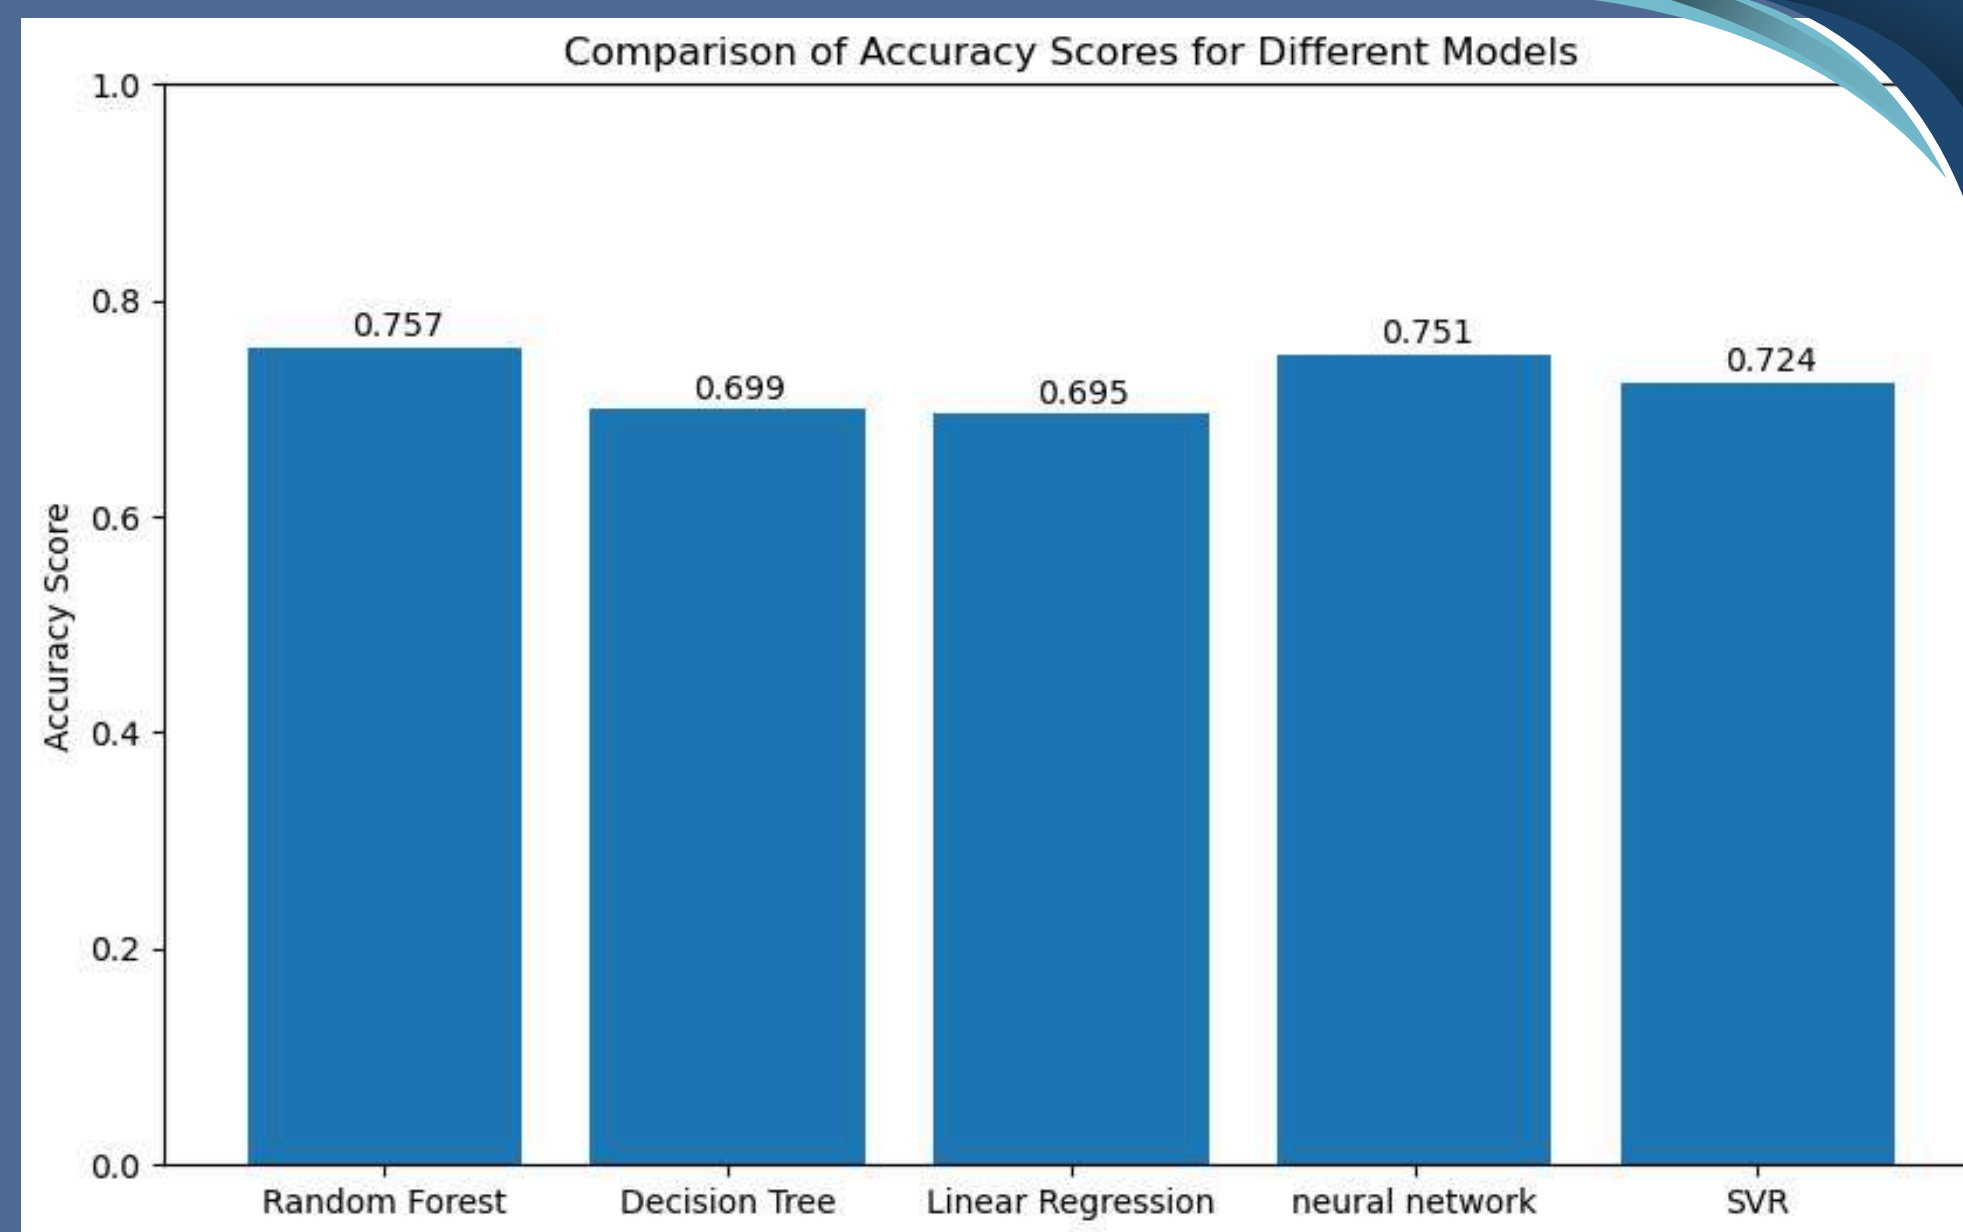 Comparison of Accuracy Scores for Different Models
1.0
0.8
0.6
0.4
0.2
0.0
Accuracy Score
0.757
0.699
0.695
0.751
0.724
Random Forest
Decision Tree
Linear Regression
neural network
SVR